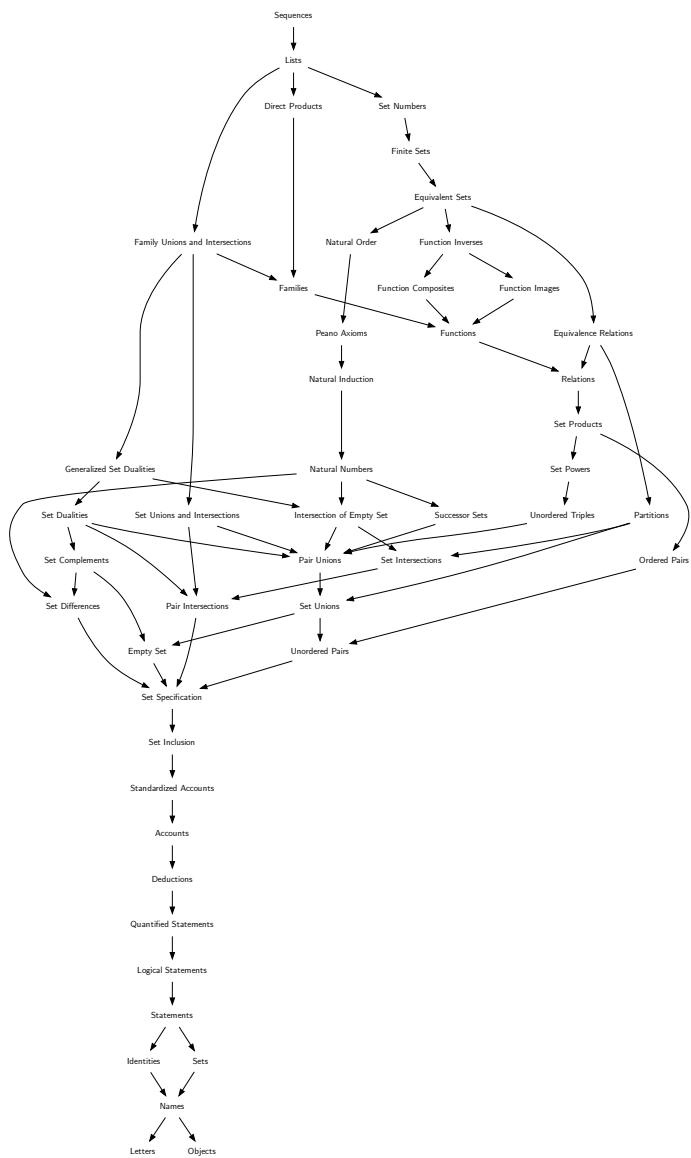 Sequences
Lists
Direct Products
Set Numbers
Finite Sets
Equivalent Sets
Family Unions and Intersections
Natural Order
Function Inverses
Families
Function Composites
Function Images
Peano Axioms
Functions
Equivalence Relations
Natural Induction
Relations
Set Products
Generalized Set Dualities
Natural Numbers
Set Powers
Set Dualities
Set Unions and Intersections
Intersection of Empty Set
Successor Sets
Unordered Triples
Partitions
Set Complements
Pair Unions
Set Intersections
Ordered Pairs
Set Differences
Pair Intersections
Set Unions
Empty Set
Unordered Pairs
Set Specification
Set Inclusion
Standardized Accounts
Accounts
Deductions
Quantified Statements
Logical Statements
Statements
Identities
Sets
Names
Letters
Objects